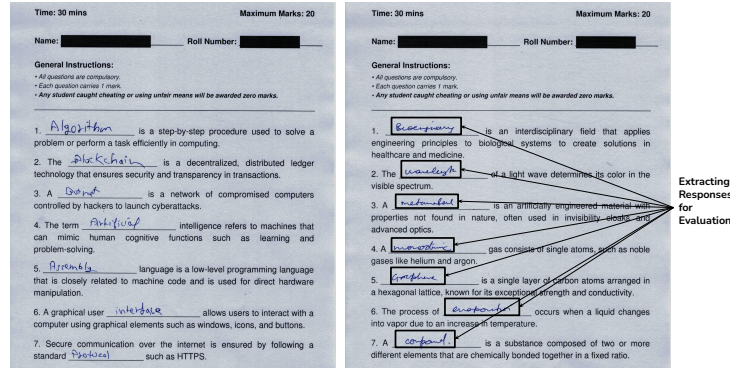 Time: 30 mins Maximum Marks: 20
Name: Roll Number:
General Instructions:
• All questions are compulsory.
• Each question carries 1 mark.
• Any student caught cheating or using unfair means will be awarded zero marks.
1. Algorithm is a step-by-step procedure used to solve a
problem or perform a task efficiently in computing.
2. The Blockchain is a decentralized, distributed ledger
technology that ensures security and transparency in transactions.
3. A Botnet is a network of compromised computers
controlled by hackers to launch cyberattacks.
4. The term Artificial intelligence refers to machines that
can mimic human cognitive functions such as learning and
problem-solving.
5. Assembly language is a low-level programming language
that is closely related to machine code and is used for direct hardware
manipulation.
6. A graphical user interface allows users to interact with a
computer using graphical elements such as windows, icons, and buttons.
7. Secure communication over the internet is ensured by following a
standard Protocol such as HTTPS.
Time: 30 mins Maximum Marks: 20
Name: Roll Number:
General Instructions:
• All questions are compulsory.
• Each question carries 1 mark.
• Any student caught cheating or using unfair means will be awarded zero marks.
1. is an interdisciplinary field that applies
engineering principles to biological systems to create solutions in
healthcare and medicine.
2. The of a light wave determines its color in the
visible spectrum.
3. A is an artificially engineered material with
properties not found in nature, often used in invisibility cloaks and
advanced optics.
4. A gas consists of single atoms, such as noble
gases like helium and argon.
5. Graphene is a single layer of carbon atoms arranged in
a hexagonal lattice, known for its exceptional strength and conductivity.
6. The process of occurs when a liquid changes
into vapor due to an increase in temperature.
7. A is a substance composed of two or more
different elements that are chemically bonded together in a fixed ratio.
Extracting
Responses
for
Evaluation